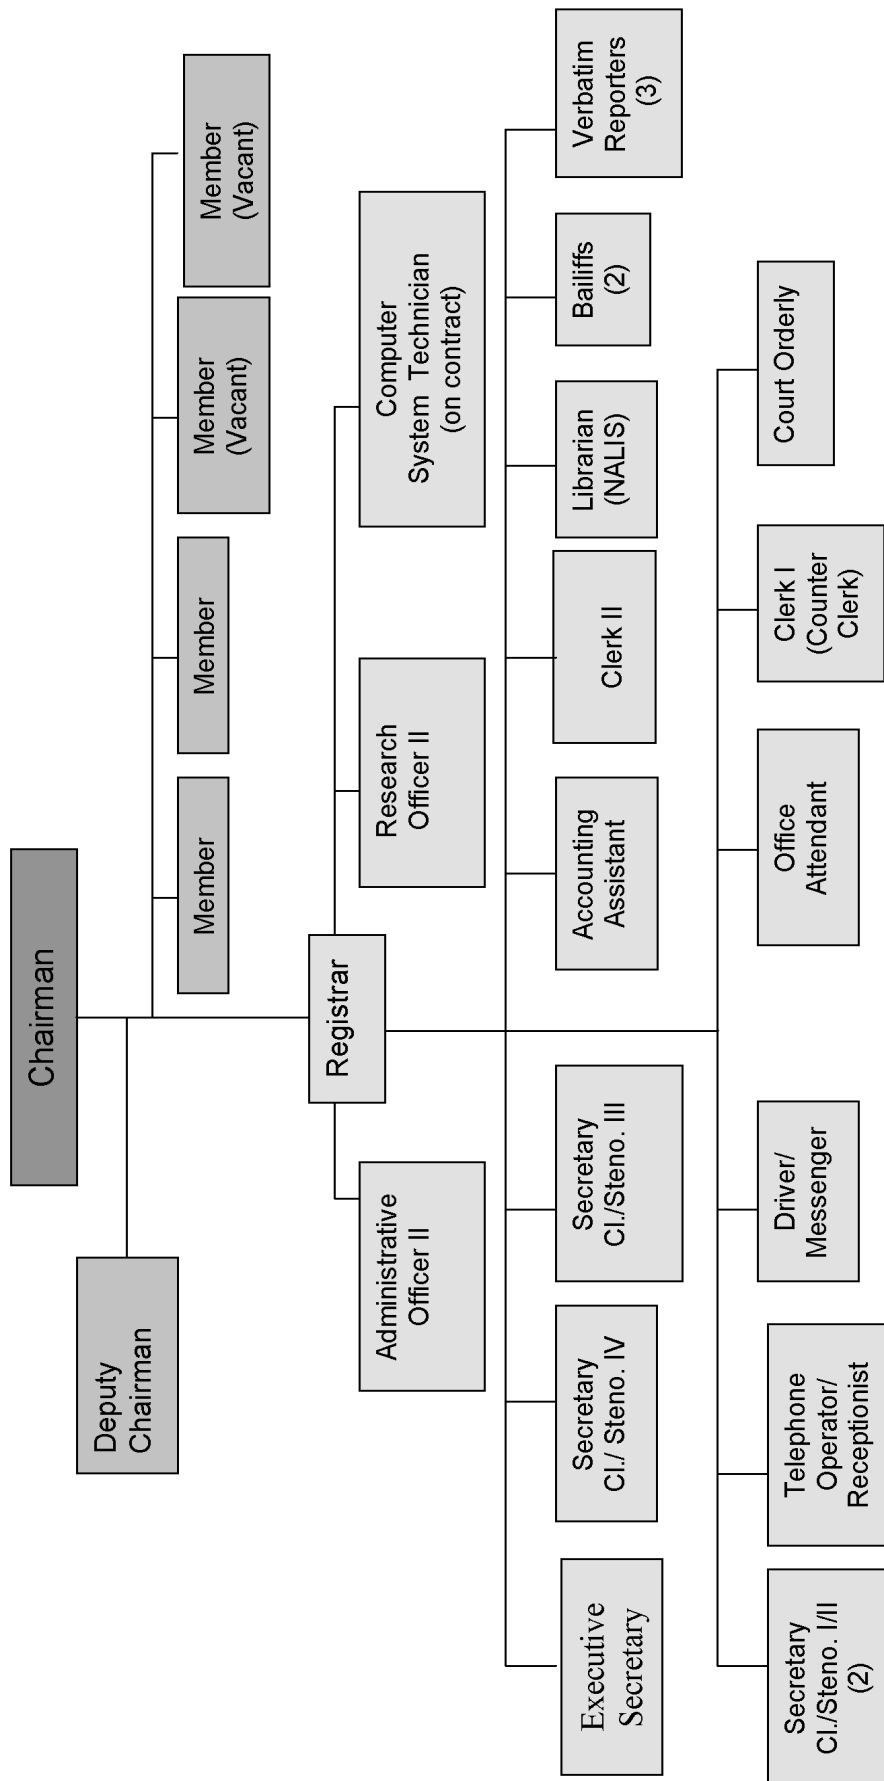 Chairman
Deputy
Chairman
Member
Member
Member
(Vacant)
Member
(Vacant)
Registrar
Administrative
Officer II
Research
Officer II
Computer
System Technician
(on contract)
Executive
Secretary
Secretary
Cl./ Steno. IV
Secretary
Cl./Steno. III
Accounting
Assistant
Clerk II
Librarian
(NALIS)
Bailiffs
(2)
Verbatim
Reporters
(3)
Secretary
Cl./Steno. I/II
(2)
Telephone
Operator/
Receptionist
Driver/
Messenger
Office
Attendant
Clerk I
(Counter
Clerk)
Court Orderly